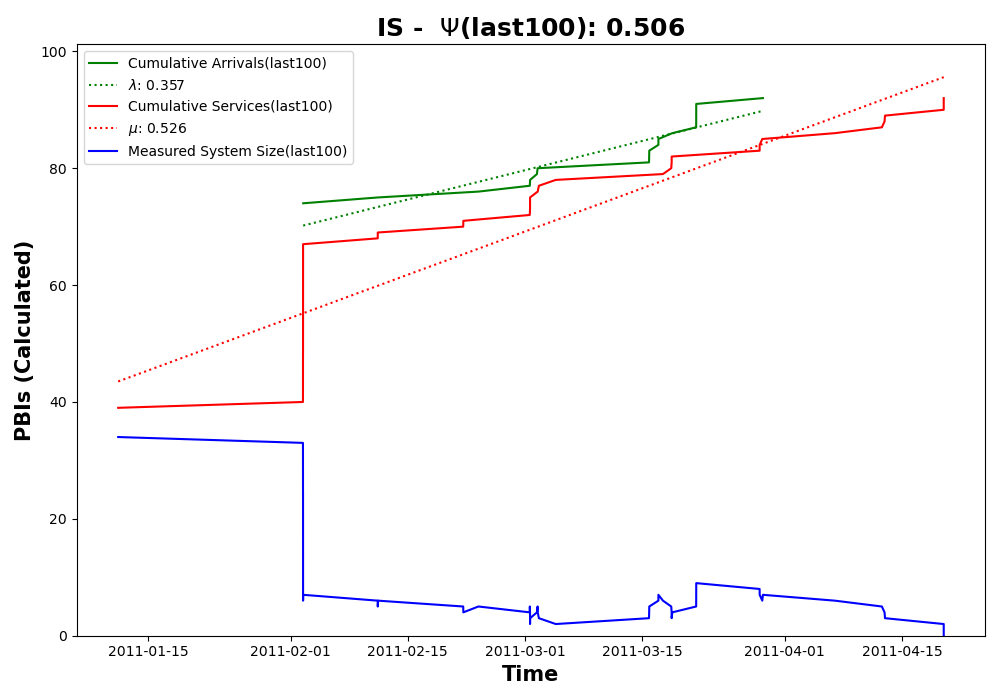 IS - Ψ(last100): 0.506
Cumulative Arrivals(last100)
λ: 0.357
Cumulative Services(last100)
μ: 0.526
Measured System Size(last100)
PBIs (Calculated)
100
80
60
40
20
0
2011-01-15 2011-02-01 2011-02-15 2011-03-01 2011-03-15 2011-04-01 2011-04-15
Time